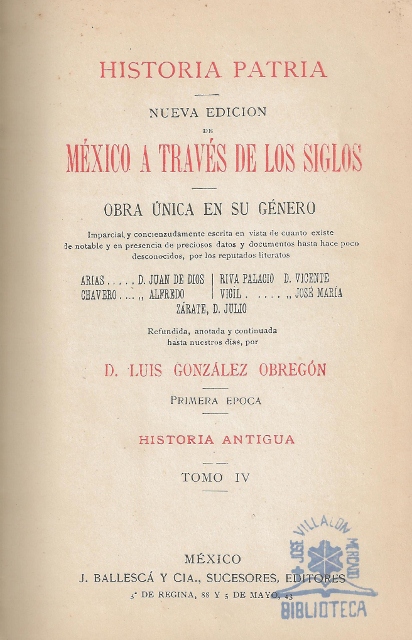 HISTORIA PATRIA
NUEVA EDICION
DE
MÉXICO A TRAVÉS DE LOS SIGLOS
OBRA ÚNICA EN SU GÉNERO
Imparcial y concienzudamente escrita en vista de cuanto existe
de notable y en presencia de preciosos datos y documentos hasta hace poco
desconocidos, por los reputados literatos
ARIAS . . . . . D. JUAN DE DIOS | RIVA PALACIO D. VICENTE
CHAVERO . . . . ,, ALFREDO | VIGIL . . . . . . ,, JOSÉ MARÍA
ZÁRATE, D. JULIO
Refundida, anotada y continuada
hasta nuestros días, por
D. LUIS GONZÁLEZ OBREGÓN
PRIMERA EPOCA
HISTORIA ANTIGUA
TOMO IV
MÉXICO
J. BALLESCÁ Y CIA., SUCESORES, EDITORES
5ª DE REGINA, 88 Y 5 DE MAYO, 43
JOSE VILLALON MERCADO
BIBLIOTECA